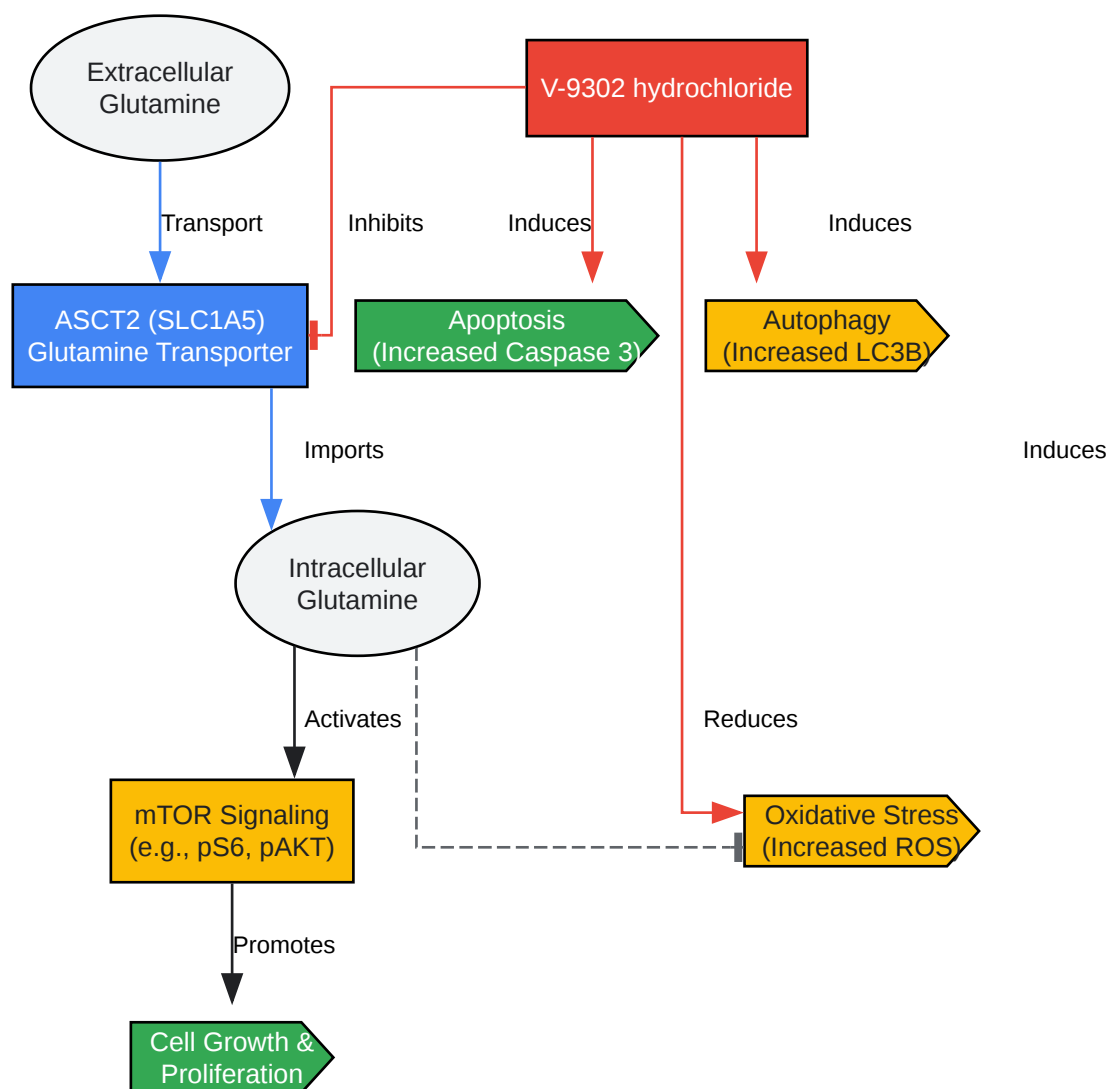 Extracellular
Glutamine
V-9302 hydrochloride
Transport
Inhibits
Induces
Induces
ASCT2 (SLC1A5)
Glutamine Transporter
Apoptosis
(Increased Caspase 3)
Autophagy
(Increased LC3B)
Imports
Induces
Intracellular
Glutamine
Activates
Reduces
mTOR Signaling
(e.g., pS6, pAKT)
Oxidative Stress
(Increased ROS)
Promotes
Cell Growth &
Proliferation